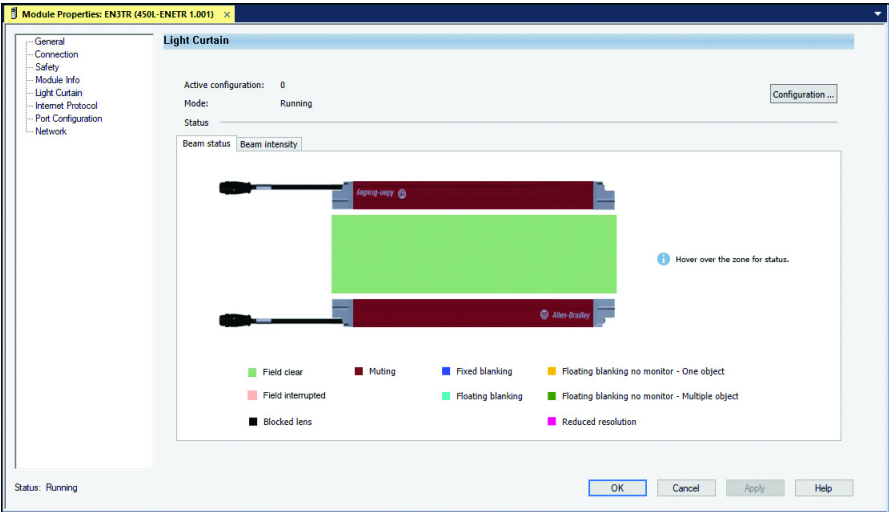 Module Properties: EN3TR (450L-ENETR 1.001) ×
General
Connection
Safety
Module Info
Light Curtain
Internet Protocol
Port Configuration
Network
Light Curtain
Active configuration: 0
Configuration ...
Mode: Running
Status
Beam status Beam intensity
Allen-Bradley
Hover over the zone for status.
Allen-Bradley
Field clear Muting Fixed blanking Floating blanking no monitor - One object
Field interrupted Floating blanking Floating blanking no monitor - Multiple object
Blocked lens Reduced resolution
Status: Running
OK Cancel Apply Help